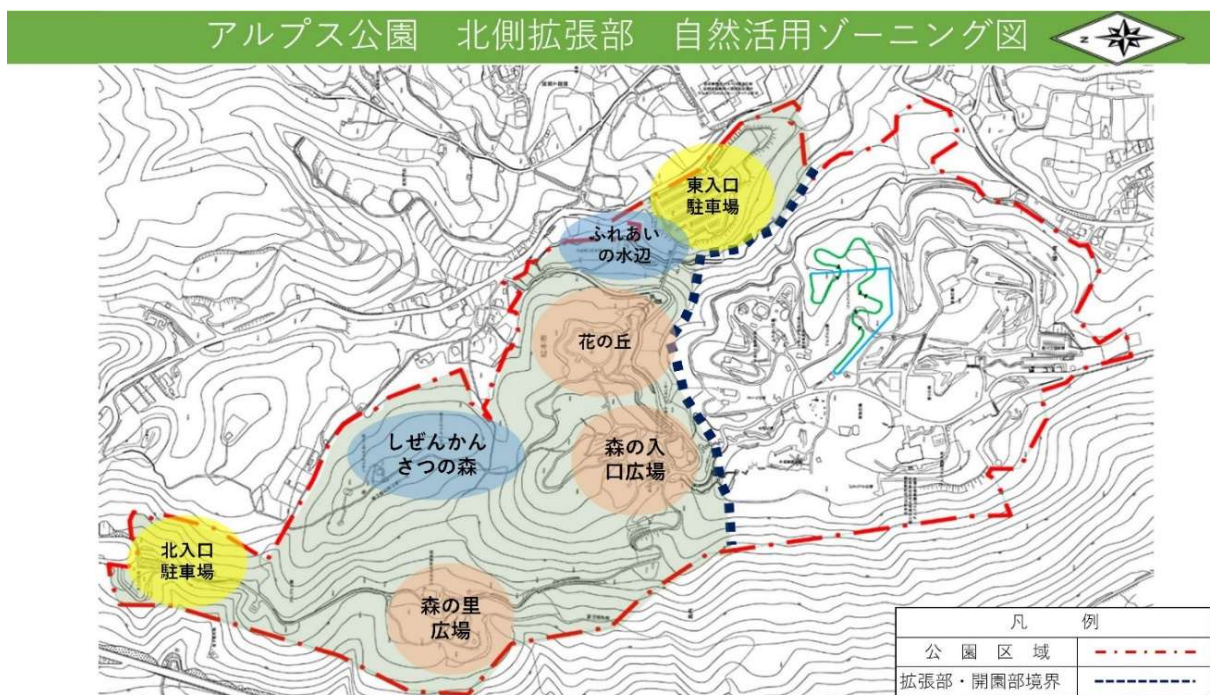 アルプス公園　北側拡張部　自然活用ゾーニング図
N
東入口
駐車場
ふれあい
の水辺
花の丘
しぜんかん
さつの森
森の入
口広場
北入口
駐車場
森の里
広場
凡　例
公園区域
拡張部・開園部境界